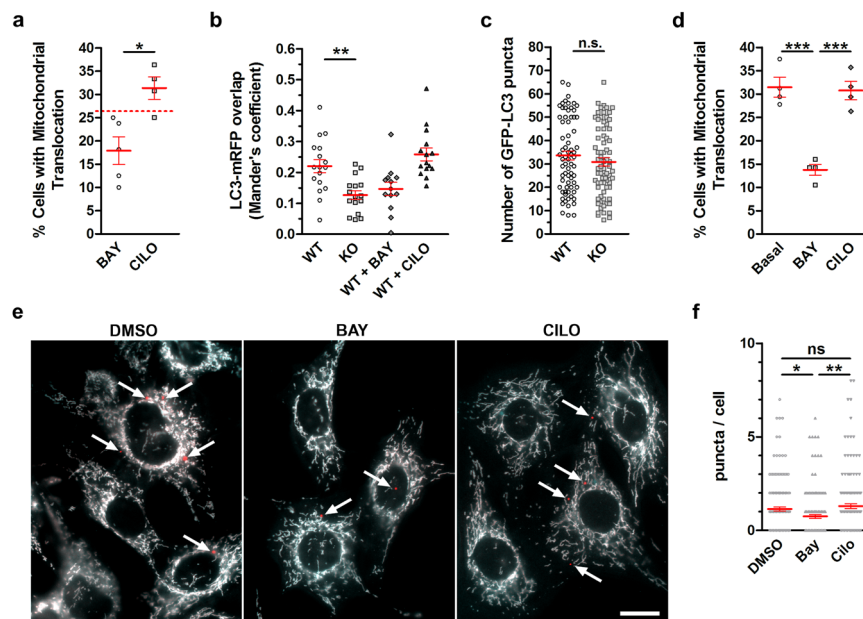 a
% Cells with Mitochondrial
Translocation
40
35
30
25
20
15
10
5
0
*
BAY
CILO
b
LC3-mRFP overlap
(Mander's coefficient)
0.6
0.5
0.4
0.3
0.2
0.1
0.0
**
WT
KO
WT + BAY
WT + CILO
c
Number of GFP-LC3 puncta
80
70
60
50
40
30
20
10
0
n.s.
WT
KO
d
% Cells with Mitochondrial
Translocation
40
35
30
25
20
15
10
5
0
*** ***
Basal
BAY
CILO
e
DMSO
BAY
CILO
f
puncta / cell
10
8
6
4
2
0
ns
* **
DMSO
Bay
Cilo